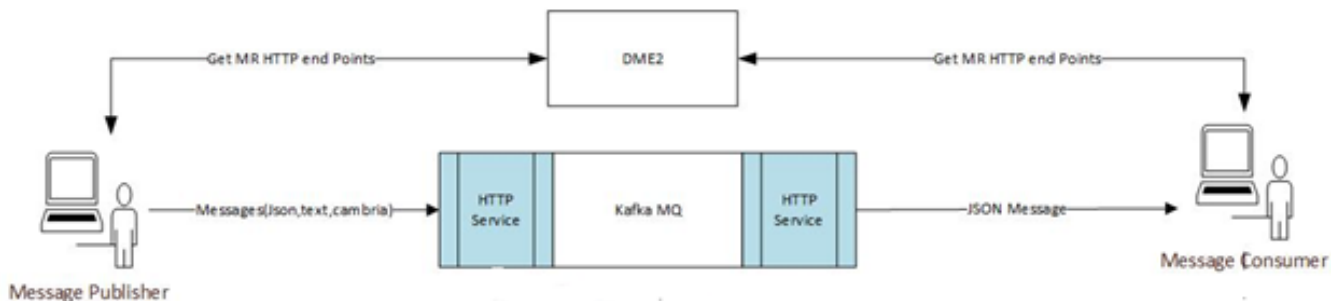 Get MR HTTP end Points
DME2
Get MR HTTP end Points
Messages(Json,text,cambria)
HTTP
Service
Kafka MQ
HTTP
Service
JSON Message
Message Publisher
Message Consumer